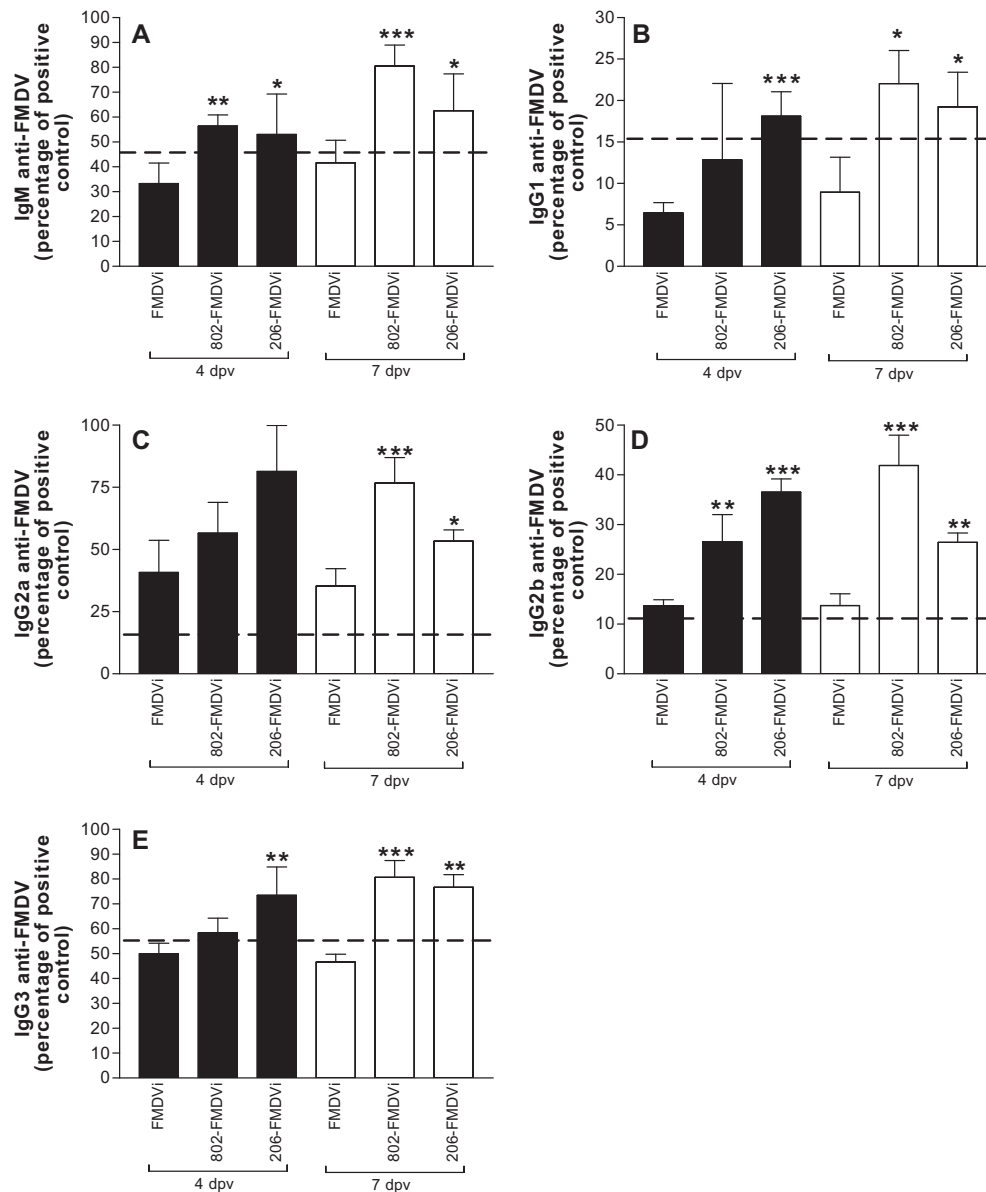 A
IgM anti-FMDV
(percentage of positive
control)
100
90
80
70
60
50
40
30
20
10
0
**
*
***
*
FMDVi
802-FMDVi
206-FMDVi
FMDVi
802-FMDVi
206-FMDVi
4 dpv
7 dpv
B
IgG1 anti-FMDV
(percentage of positive
control)
30
25
20
15
10
5
0
***
*
*
FMDVi
802-FMDVi
206-FMDVi
FMDVi
802-FMDVi
206-FMDVi
4 dpv
7 dpv
C
IgG2a anti-FMDV
(percentage of positive
control)
100
75
50
25
0
***
*
FMDVi
802-FMDVi
206-FMDVi
FMDVi
802-FMDVi
206-FMDVi
4 dpv
7 dpv
D
IgG2b anti-FMDV
(percentage of positive
control)
50
40
30
20
10
0
**
***
***
**
FMDVi
802-FMDVi
206-FMDVi
FMDVi
802-FMDVi
206-FMDVi
4 dpv
7 dpv
E
IgG3 anti-FMDV
(percentage of positive
control)
100
90
80
70
60
50
40
30
20
10
0
**
***
**
FMDVi
802-FMDVi
206-FMDVi
FMDVi
802-FMDVi
206-FMDVi
4 dpv
7 dpv